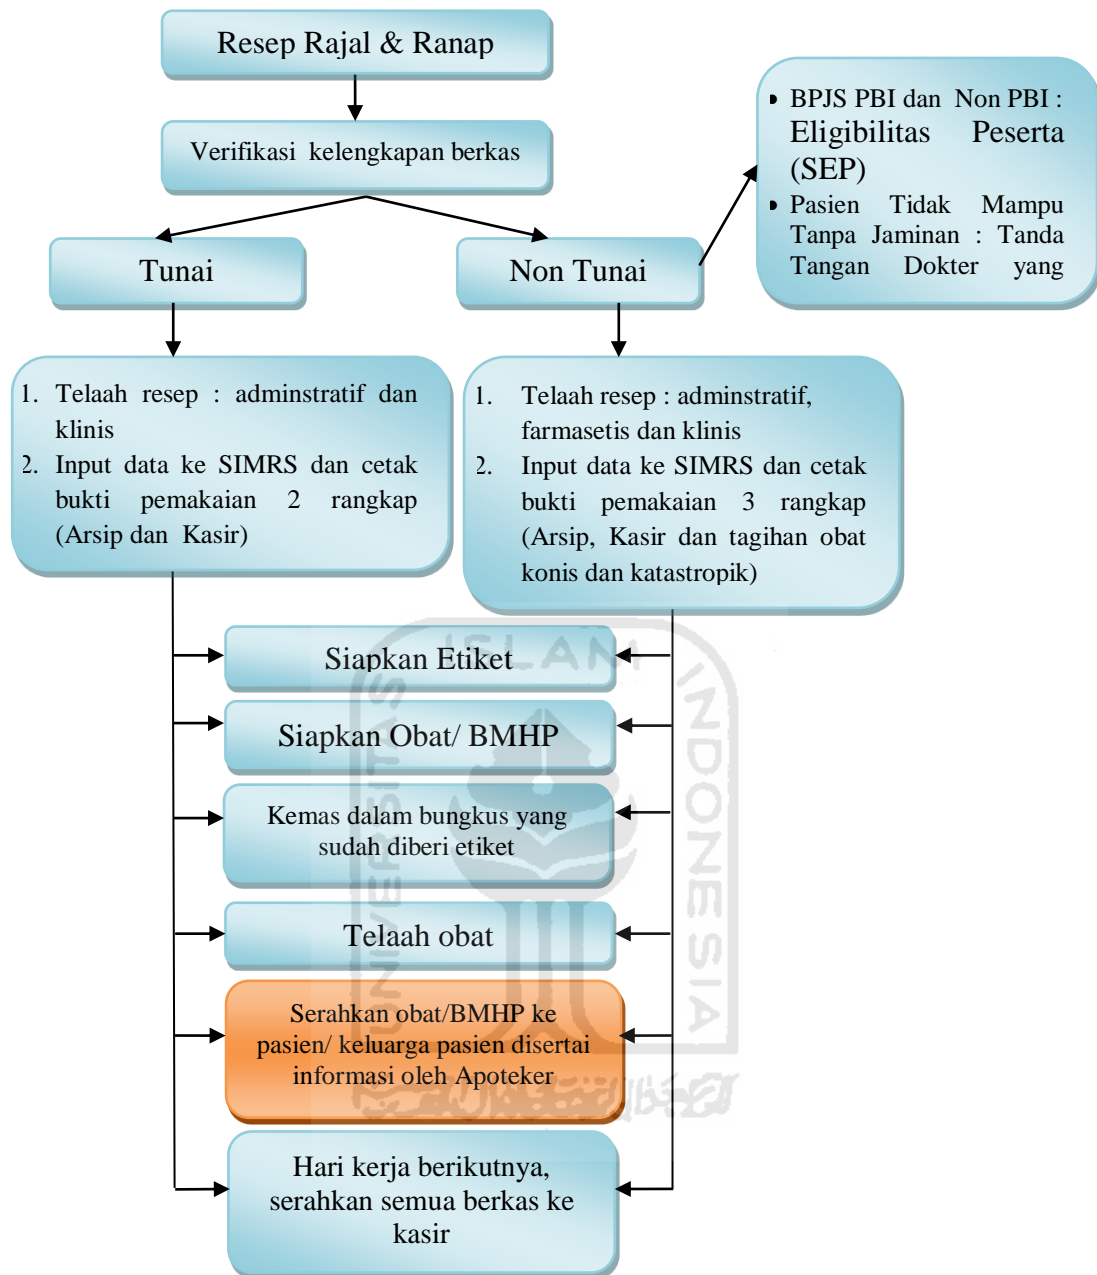 Resep Rajal & Ranap
Verifikasi kelengkapan berkas
• BPJS PBI dan Non PBI :
Eligibilitas Peserta
(SEP)
• Pasien Tidak Mampu
Tanpa Jaminan : Tanda
Tangan Dokter yang
Tunai
Non Tunai
1. Telaah resep : adminstratif dan
klinis
2. Input data ke SIMRS dan cetak
bukti pemakaian 2 rangkap
(Arsip dan Kasir)
1. Telaah resep : adminstratif,
farmasetis dan klinis
2. Input data ke SIMRS dan cetak
bukti pemakaian 3 rangkap
(Arsip, Kasir dan tagihan obat
konis dan katastropik)
Siapkan Etiket
Siapkan Obat/ BMHP
Kemas dalam bungkus yang
sudah diberi etiket
Telaah obat
Serahkan obat/BMHP ke
pasien/ keluarga pasien disertai
informasi oleh Apoteker
Hari kerja berikutnya,
serahkan semua berkas ke
kasir
UNIVERSITAS
ISLAM
INDONESIA